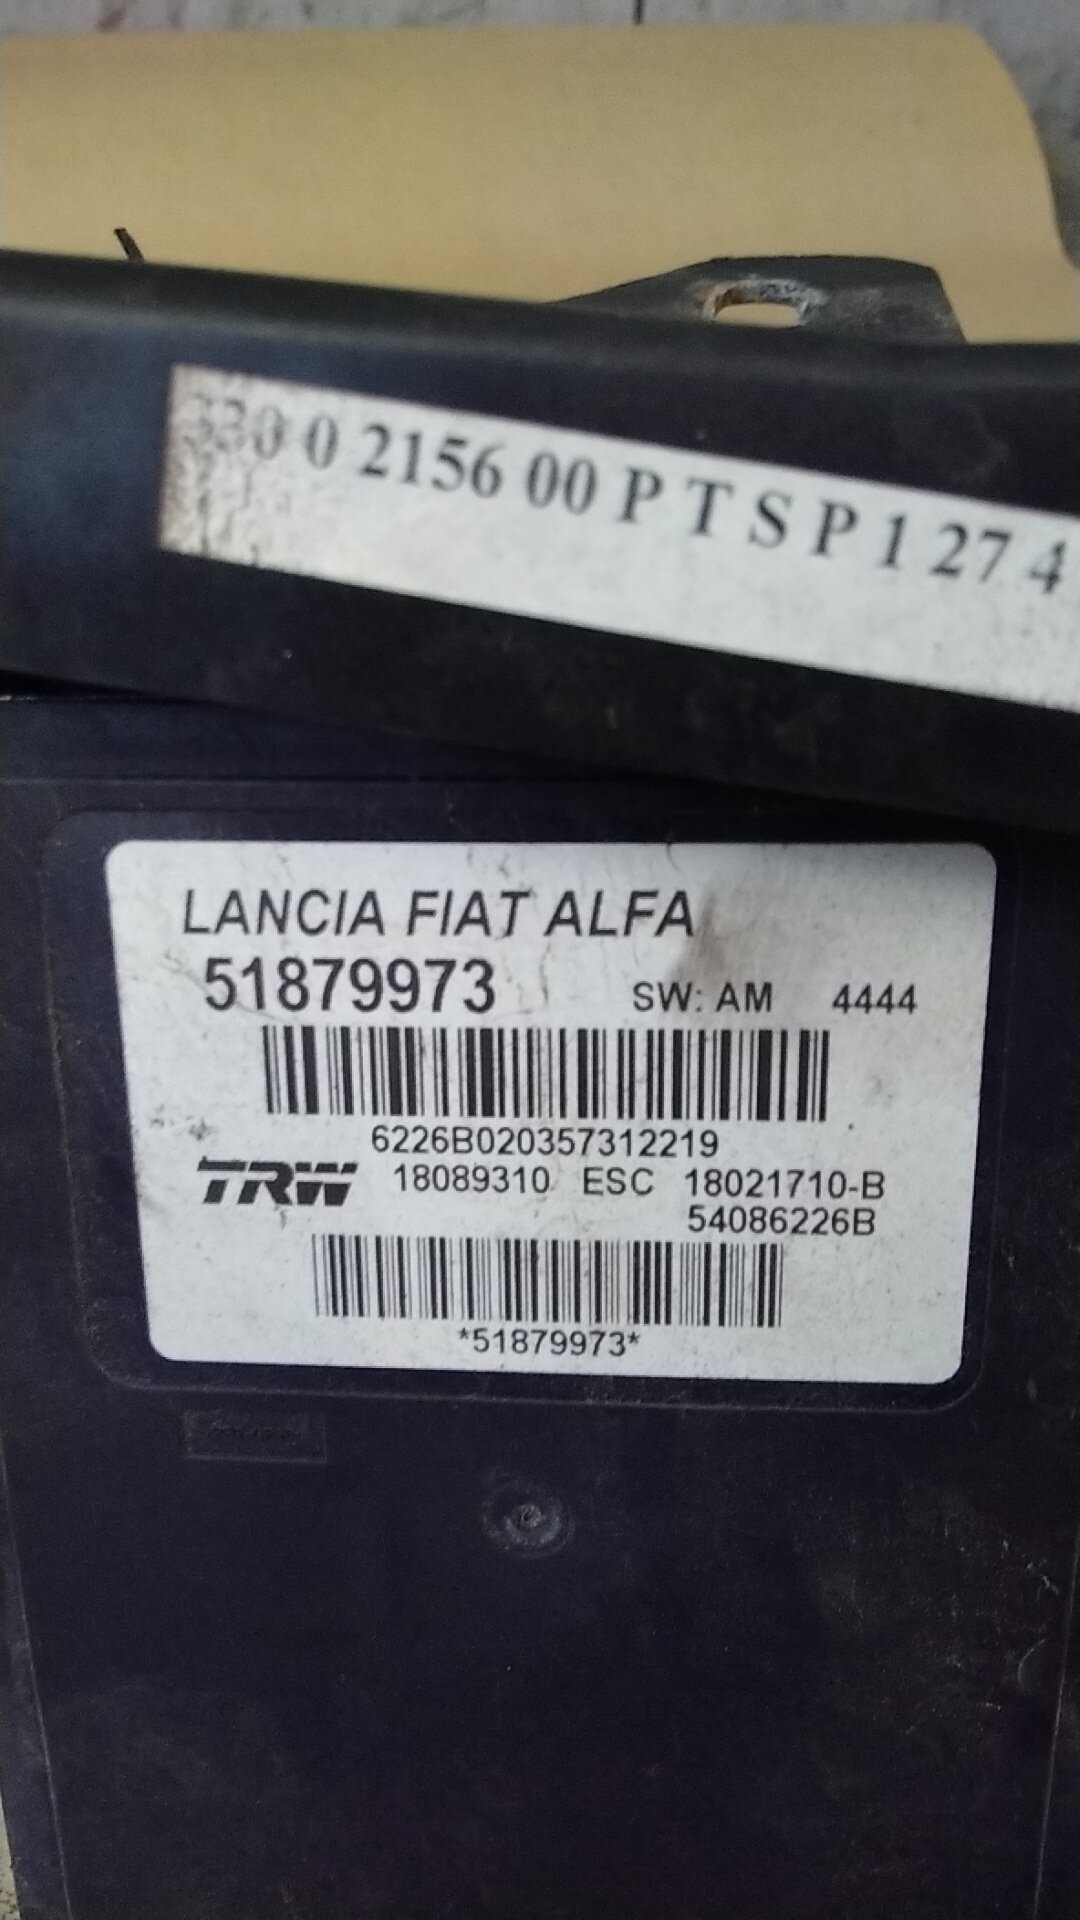 3300 2156 00 P T S P 1 27 4
LANCIA FIAT ALFA
51879973 SW: AM 4444
6226B020357312219
TRW 18089310 ESC 18021710-B
54086226B
*51879973*